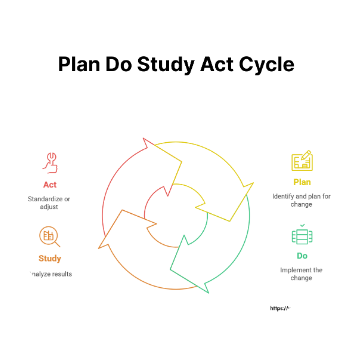 Plan Do Study Act Cycle
Act
Standardize or
adjust
Plan
Identify and plan for
change
Study
nalyze results
Do
Implement the
change
https://